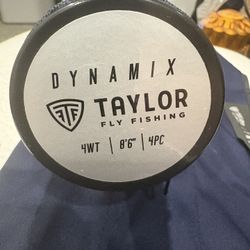 DYNAMIX
TAYLOR
FLY FISHING
4WT | 8'6" | 4PC